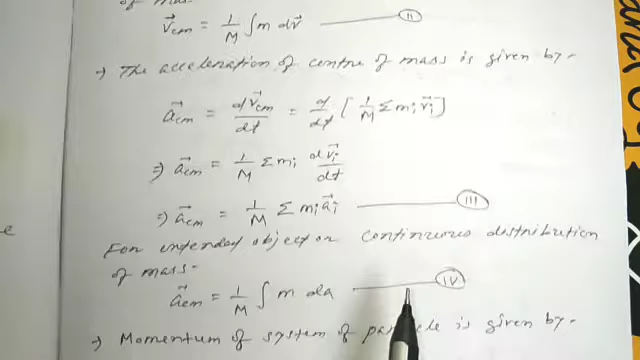 of mas
v⃗cm = 1/M ∫ m dv⃗ — II
→ The acceleration of centre of mass is given by-
a⃗cm = dv⃗cm/dt = d/dt [1/M Σ mi v⃗i]
⇒ a⃗cm = 1/M Σ mi dv⃗i/dt
⇒ a⃗cm = 1/M Σ mi a⃗i — III
For extended object or continuous distribution
of mass-
a⃗cm = 1/M ∫ m da — IV
→ Momentum of system of particle is given by-